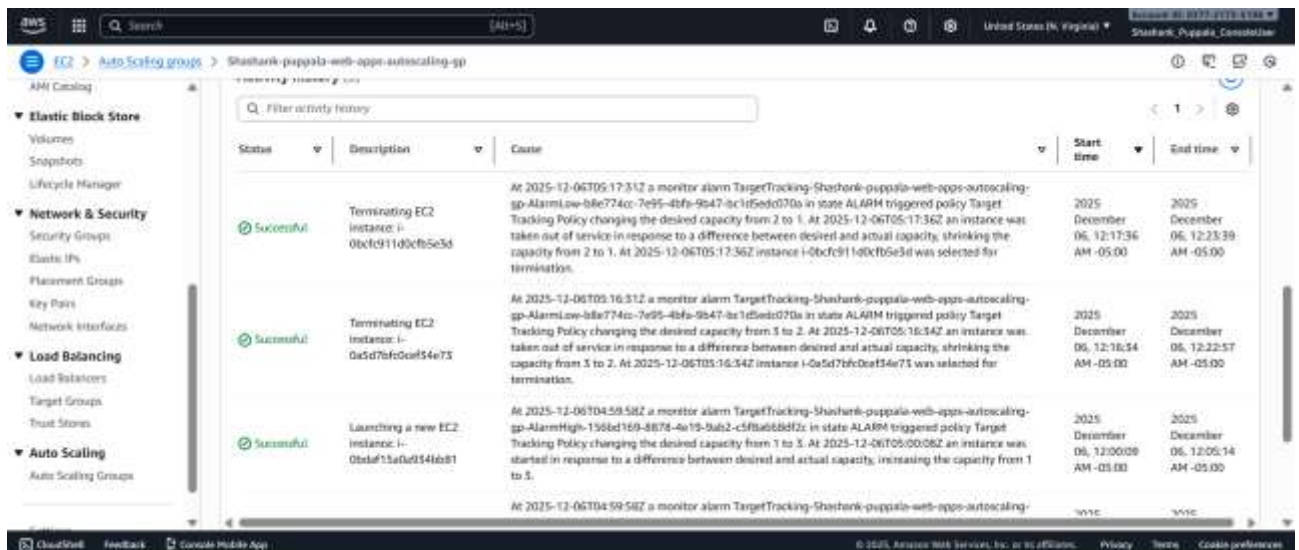 aws
Search
[Alt+S]
United States (N. Virginia)
Shashank_Puppala_ConsoleUser
EC2 > Auto Scaling groups > Shashank-puppala-web-apps-autoscaling-gp
AMI Catalog
Elastic Block Store
Volumes
Snapshots
Lifecycle Manager
Network & Security
Security Groups
Elastic IPs
Placement Groups
Key Pairs
Network Interfaces
Load Balancing
Load Balancers
Target Groups
Trust Stores
Auto Scaling
Auto Scaling Groups
Filter activity history
1
Status
Description
Cause
Start
time
End time
Successful
Terminating EC2
instance: i-
0bcfc911d0cfb5e3d
At 2025-12-06T05:17:31Z a monitor alarm TargetTracking-Shashank-puppala-web-apps-autoscaling-
gp-AlarmLow-b8e774cc-7e95-4bfa-9b47-bc1d5edc070a in state ALARM triggered policy Target
Tracking Policy changing the desired capacity from 2 to 1. At 2025-12-06T05:17:36Z an instance was
taken out of service in response to a difference between desired and actual capacity, shrinking the
capacity from 2 to 1. At 2025-12-06T05:17:36Z instance i-0bcfc911d0cfb5e3d was selected for
termination.
2025
December
06, 12:17:36
AM -05:00
2025
December
06, 12:23:39
AM -05:00
Successful
Terminating EC2
instance: i-
0a5d7bfc0cef34e73
At 2025-12-06T05:16:31Z a monitor alarm TargetTracking-Shashank-puppala-web-apps-autoscaling-
gp-AlarmLow-b8e774cc-7e95-4bfa-9b47-bc1d5edc070a in state ALARM triggered policy Target
Tracking Policy changing the desired capacity from 3 to 2. At 2025-12-06T05:16:34Z an instance was
taken out of service in response to a difference between desired and actual capacity, shrinking the
capacity from 3 to 2. At 2025-12-06T05:16:34Z instance i-0a5d7bfc0cef34e73 was selected for
termination.
2025
December
06, 12:16:34
AM -05:00
2025
December
06, 12:22:57
AM -05:00
Successful
Launching a new EC2
instance: i-
0bdaf15a0a934bb81
At 2025-12-06T04:59:58Z a monitor alarm TargetTracking-Shashank-puppala-web-apps-autoscaling-
gp-AlarmHigh-156bd169-8878-4e19-9ab2-c5f8a668df2c in state ALARM triggered policy Target
Tracking Policy changing the desired capacity from 1 to 3. At 2025-12-06T05:00:08Z an instance was
started in response to a difference between desired and actual capacity, increasing the capacity from 1
to 3.
2025
December
06, 12:00:09
AM -05:00
2025
December
06, 12:05:14
AM -05:00
At 2025-12-06T04:59:58Z a monitor alarm TargetTracking-Shashank-puppala-web-apps-autoscaling-
CloudShell
Feedback
Console Mobile App
© 2025, Amazon Web Services, Inc. or its affiliates.
Privacy
Terms
Cookie preferences